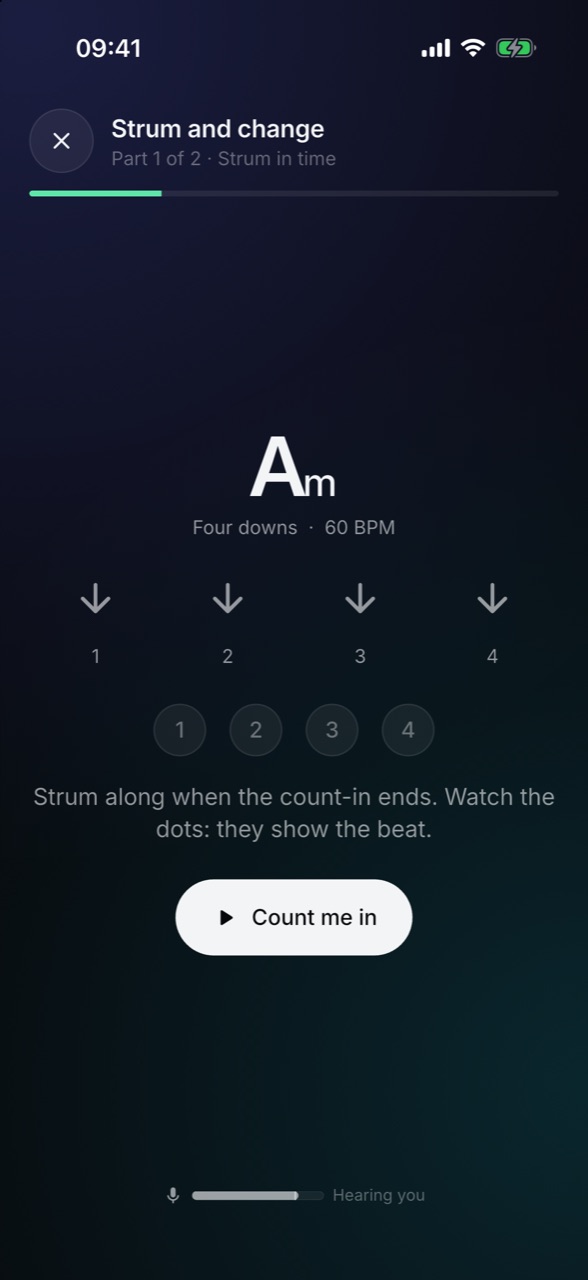 09:41
Strum and change
Part 1 of 2 · Strum in time
Am
Four downs · 60 BPM
1 2 3 4
1 2 3 4
Strum along when the count-in ends. Watch the
dots: they show the beat.
Count me in
Hearing you